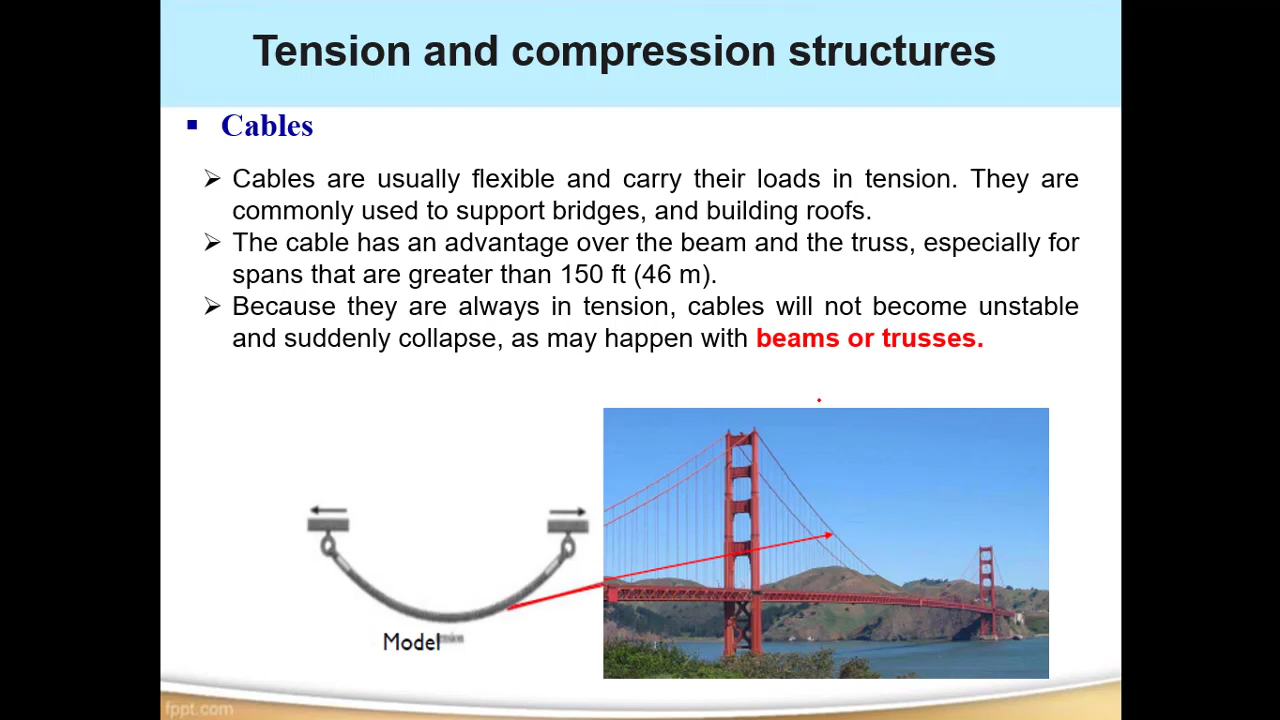 Tension and compression structures
▪ Cables
➢ Cables are usually flexible and carry their loads in tension. They are
commonly used to support bridges, and building roofs.
➢ The cable has an advantage over the beam and the truss, especially for
spans that are greater than 150 ft (46 m).
➢ Because they are always in tension, cables will not become unstable
and suddenly collapse, as may happen with beams or trusses.
Model
fppt.com